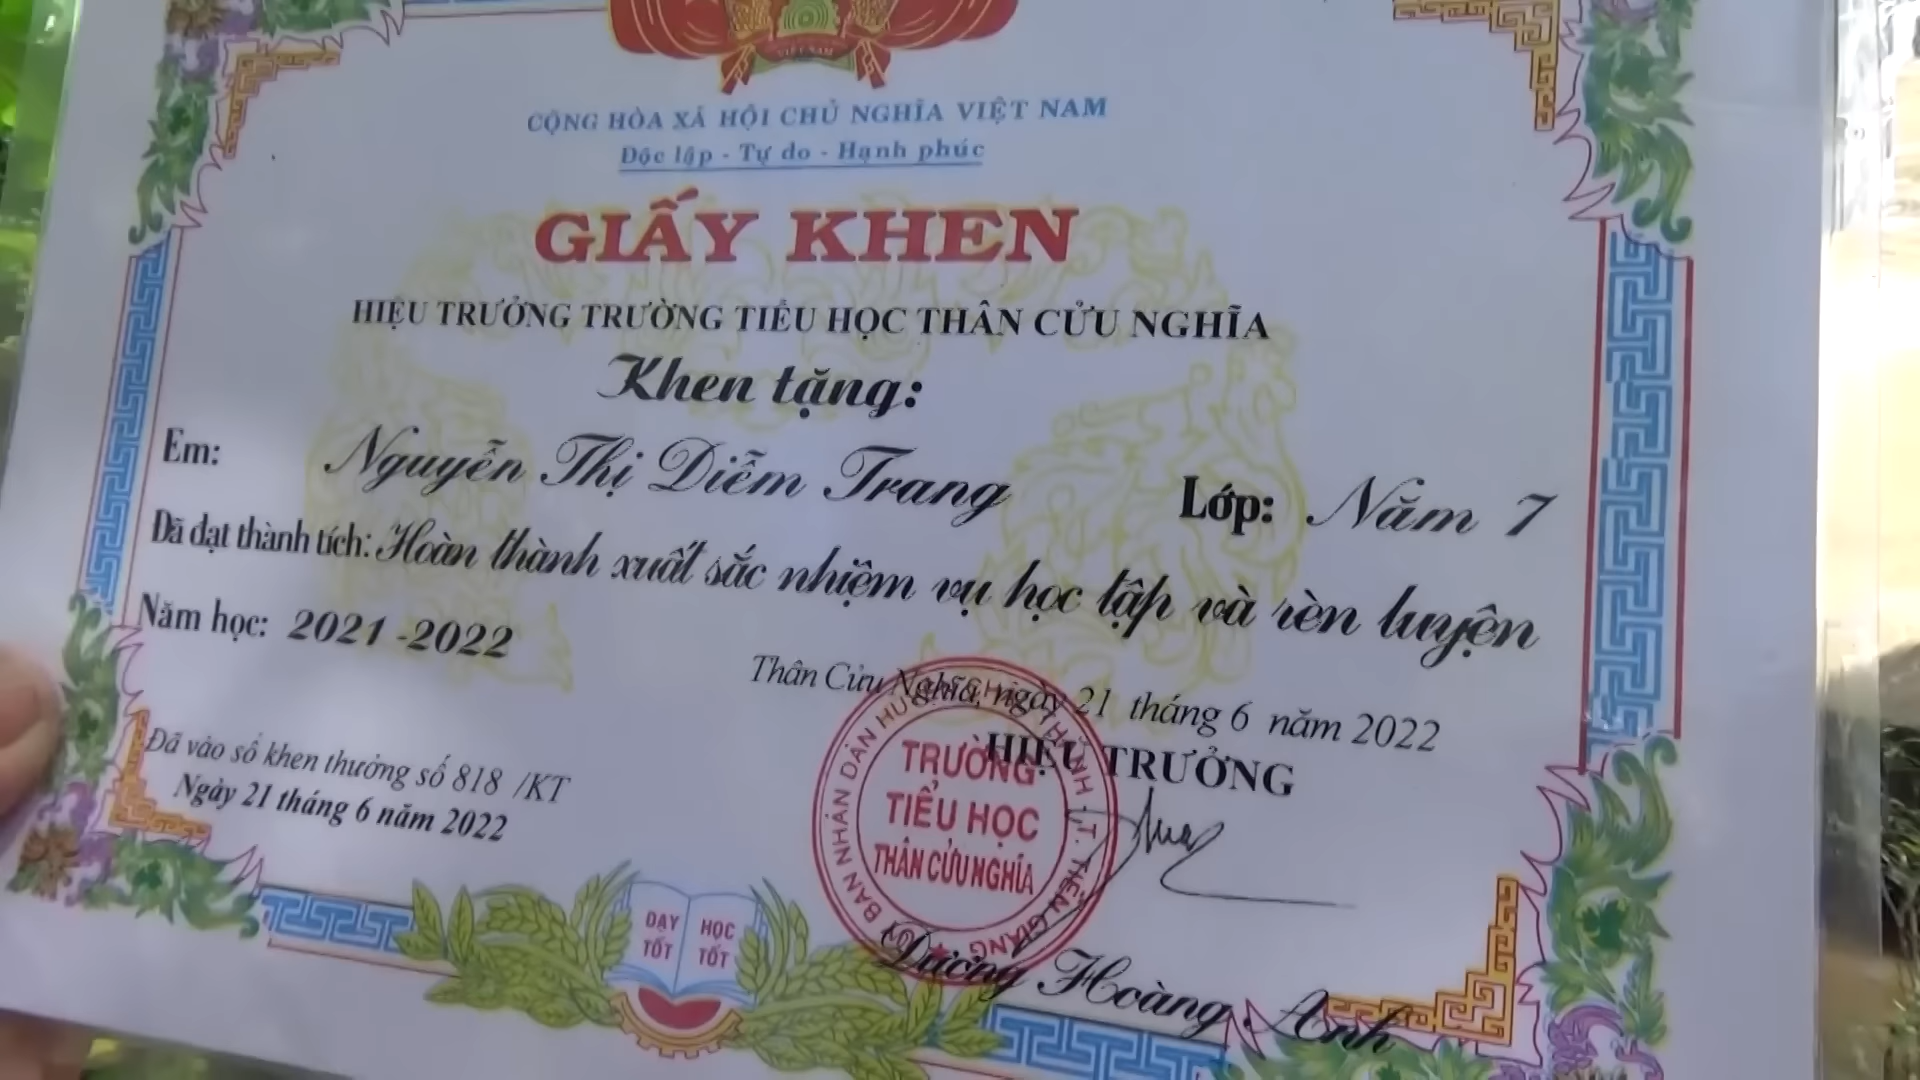 VIỆT NAM
CỘNG HÒA XÃ HỘI CHỦ NGHĨA VIỆT NAM
Độc lập - Tự do - Hạnh phúc
GIẤY KHEN
HIỆU TRƯỞNG TRƯỜNG TIỂU HỌC THÂN CỬU NGHĨA
Khen tặng:
Em: Nguyễn Thị Diễm Trang Lớp: Năm 7
Đã đạt thành tích: Hoàn thành xuất sắc nhiệm vụ học tập và rèn luyện
Năm học: 2021 -2022
Thân Cửu Nghĩa, ngày 21 tháng 6 năm 2022
HIỆU TRƯỞNG
Đã vào sổ khen thưởng số 818 /KT
Ngày 21 tháng 6 năm 2022
BAN NHÂN DÂN T. TIỀN GIANG
TRƯỜNG
TIỂU HỌC
THÂN CỬU NGHĨA
DẠY TỐT
HỌC TỐT
Dương Hoàng Anh